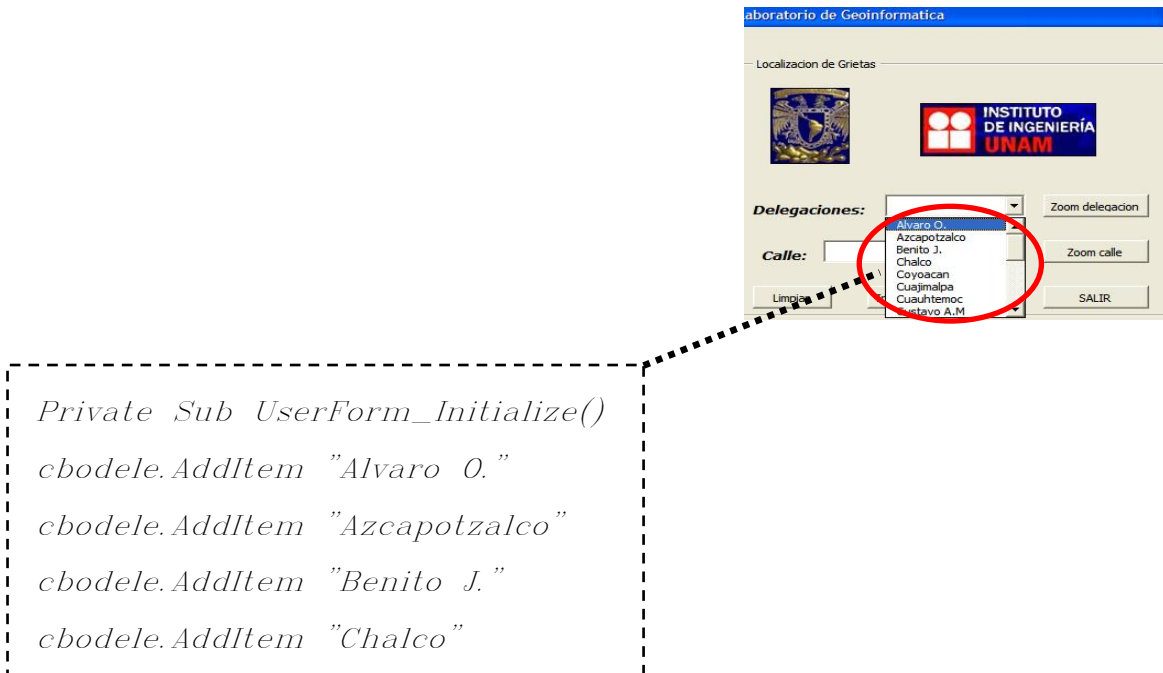 aboratorio de Geoinformatica
Localizacion de Grietas
INSTITUTO
DE INGENIERÍA
UNAM
Delegaciones:
Zoom delegacion
Alvaro O.
Azcapotzalco
Benito J.
Chalco
Coyoacan
Cuajimalpa
Cuauhtemoc
Gustavo A.M
Calle:
Zoom calle
SALIR
Private Sub UserForm_Initialize()
cbodele.AddItem "Alvaro O."
cbodele.AddItem "Azcapotzalco"
cbodele.AddItem "Benito J."
cbodele.AddItem "Chalco"